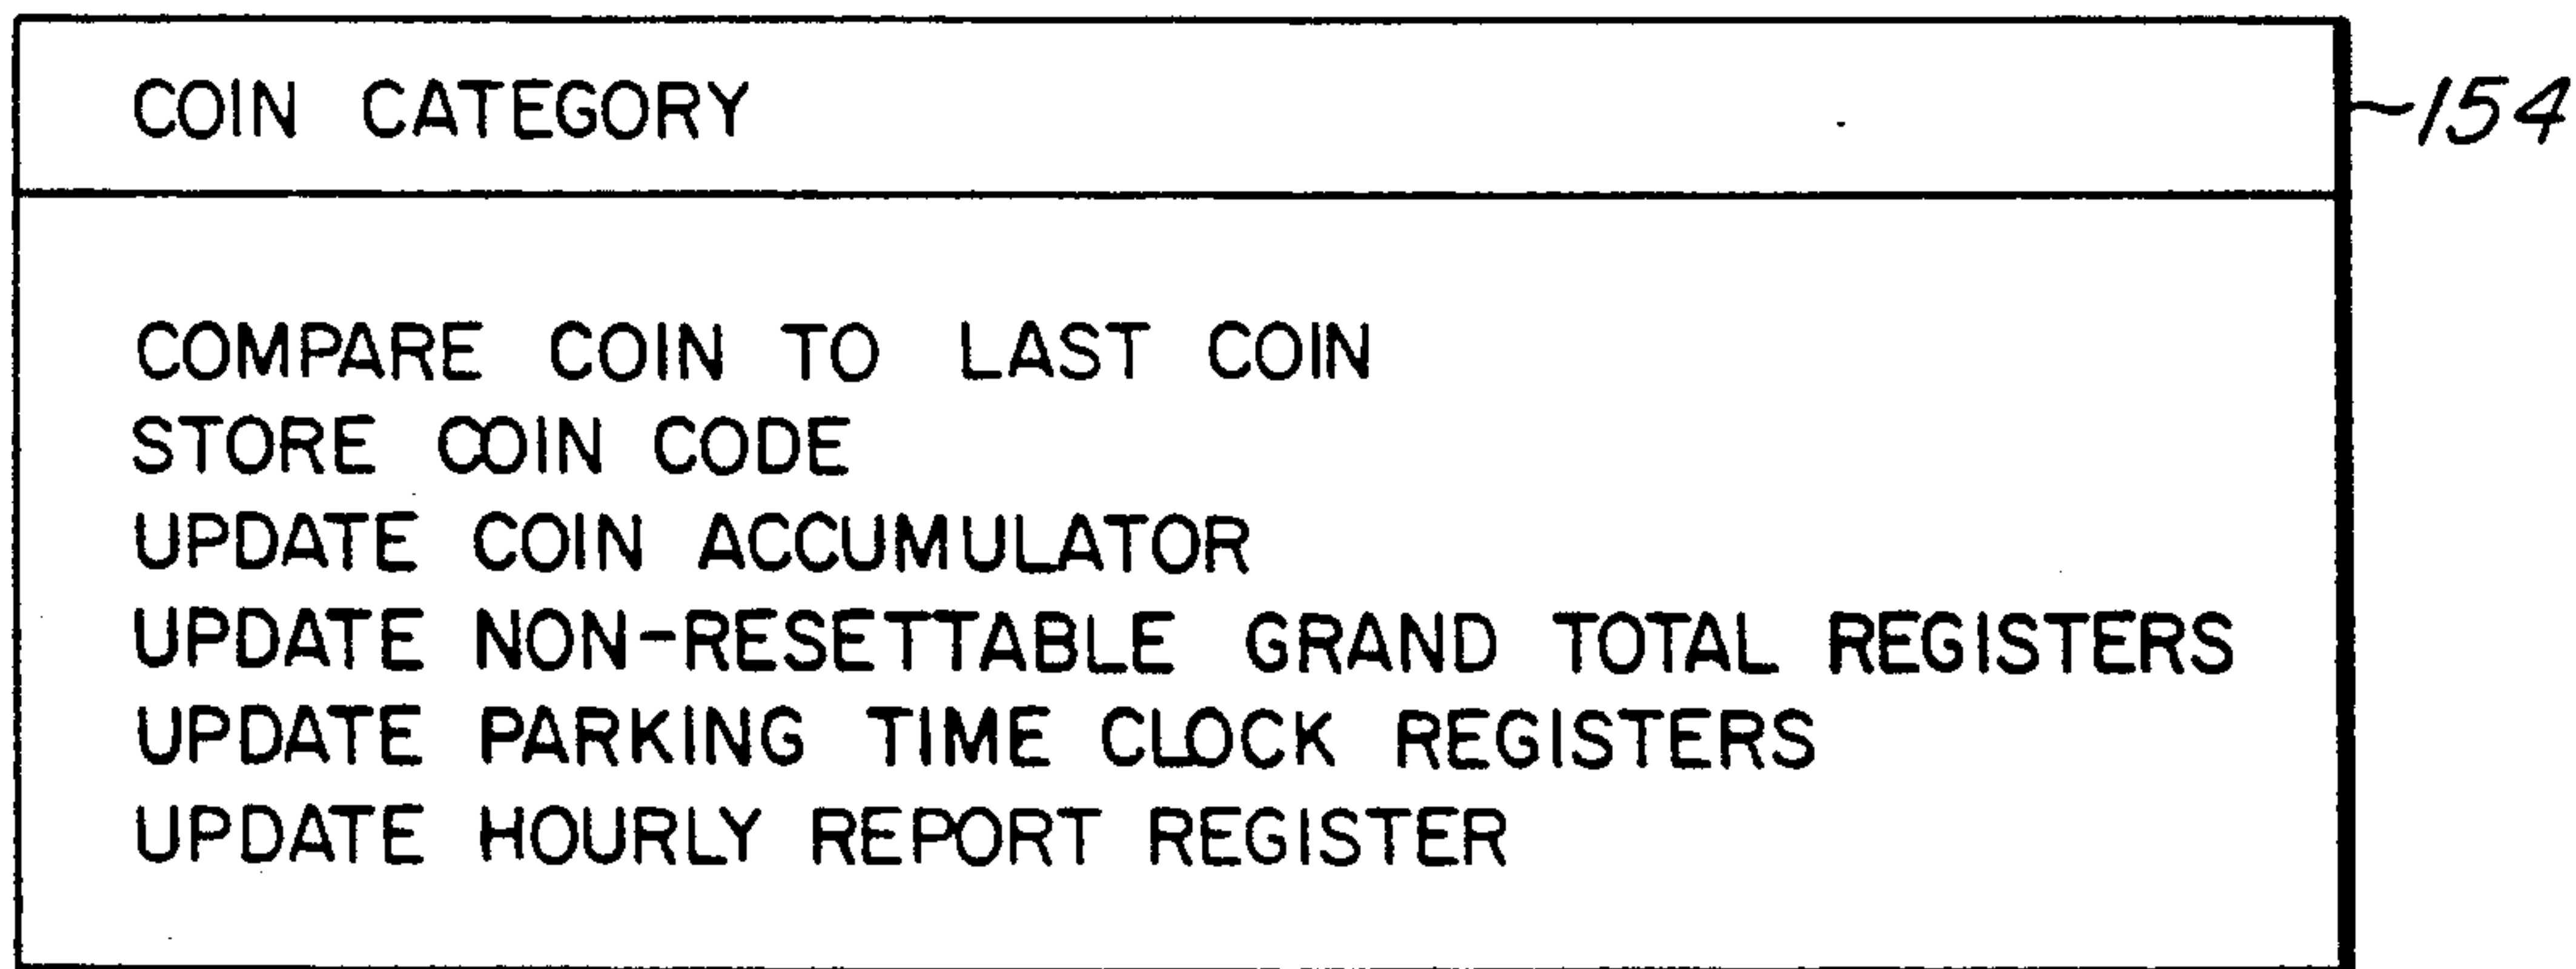 COIN CATEGORY
154
COMPARE COIN TO LAST COIN
STORE COIN CODE
UPDATE COIN ACCUMULATOR
UPDATE NON-RESETTABLE GRAND TOTAL REGISTERS
UPDATE PARKING TIME CLOCK REGISTERS
UPDATE HOURLY REPORT REGISTER